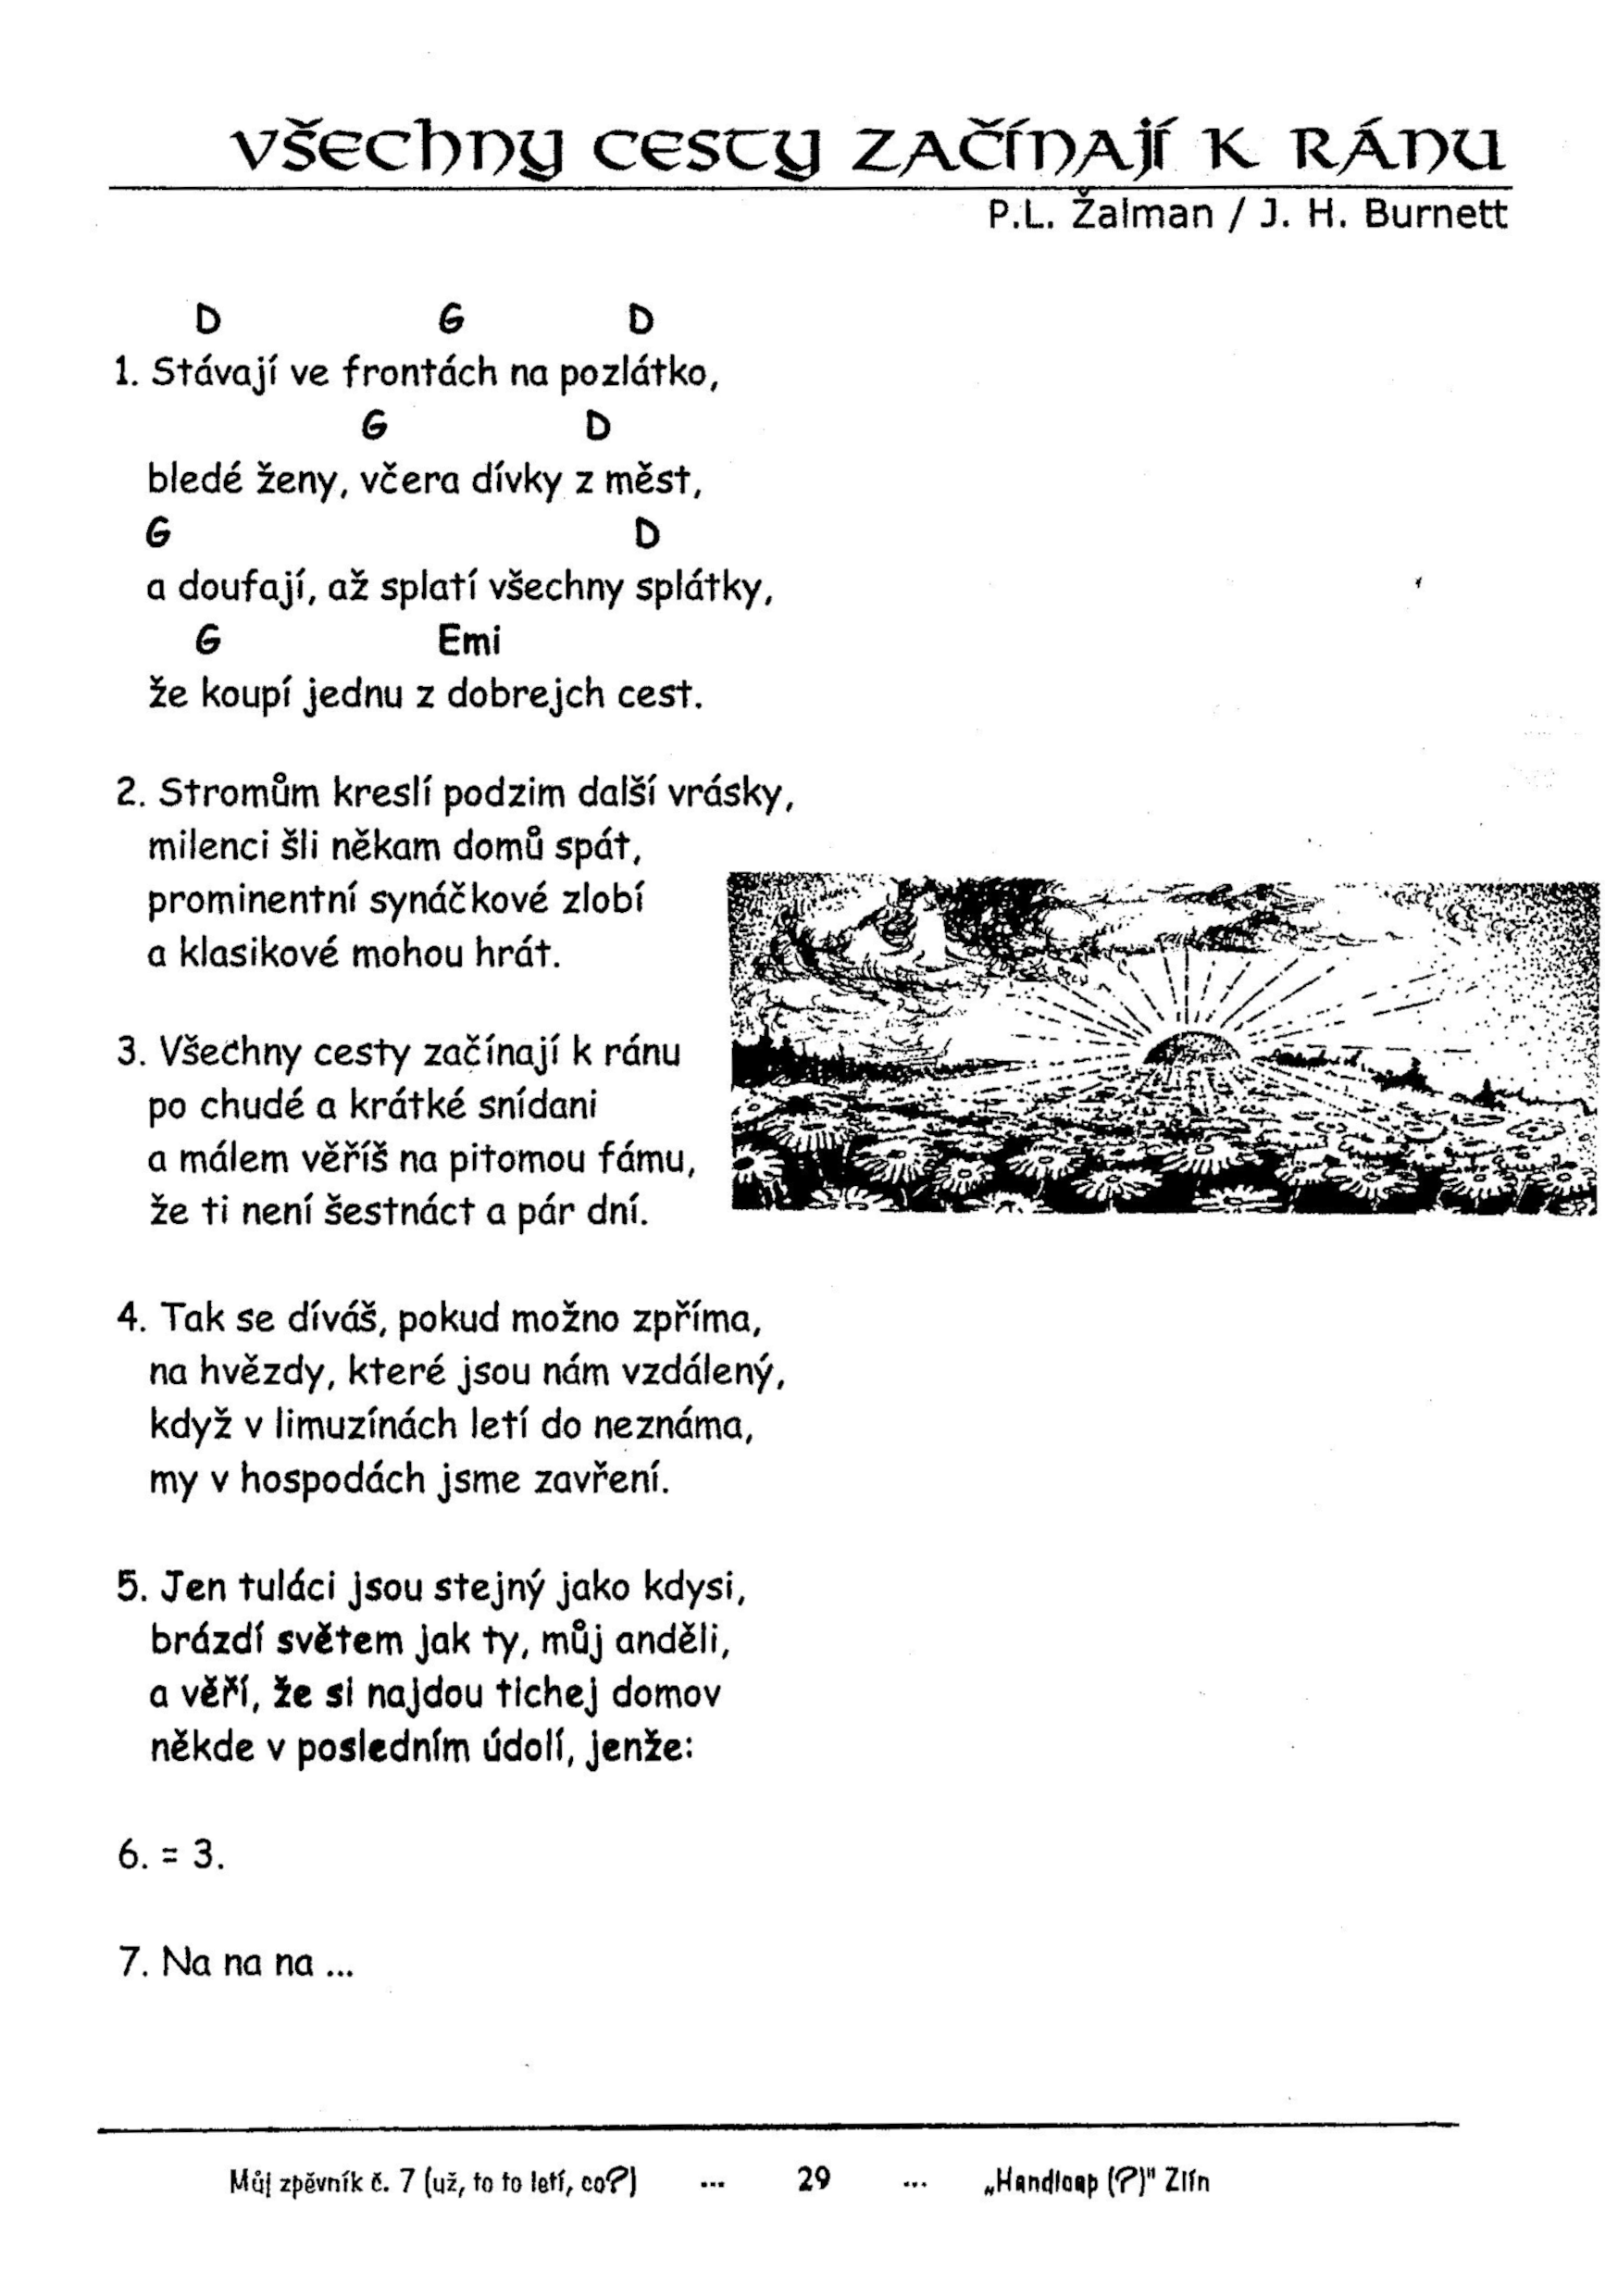 VŠECHNY CESTY ZAČÍNAJÍ K RÁNU
P.L. Žalman / J. H. Burnett
D G D
1. Stávají ve frontách na pozlátko,
G D
bledé ženy, včera dívky z měst,
G D
a doufají, až splatí všechny splátky,
G Emi
že koupí jednu z dobrejch cest.
2. Stromům kreslí podzim další vrásky,
milenci šli někam domů spát,
prominentní synáčkové zlobí
a klasikové mohou hrát.
3. Všechny cesty začínají k ránu
po chudé a krátké snídani
a málem věříš na pitomou fámu,
že ti není šestnáct a pár dní.
4. Tak se díváš, pokud možno zpříma,
na hvězdy, které jsou nám vzdálený,
když v limuzínách letí do neznáma,
my v hospodách jsme zavření.
5. Jen tuláci jsou stejný jako kdysi,
brázdí světem jak ty, můj anděli,
a věří, že si najdou tichej domov
někde v posledním údolí, jenže:
6. = 3.
7. Na na na ...
Můj zpěvník č. 7 (už, to to letí, co?) ... 29 ... „Handloap (?)" Zlín